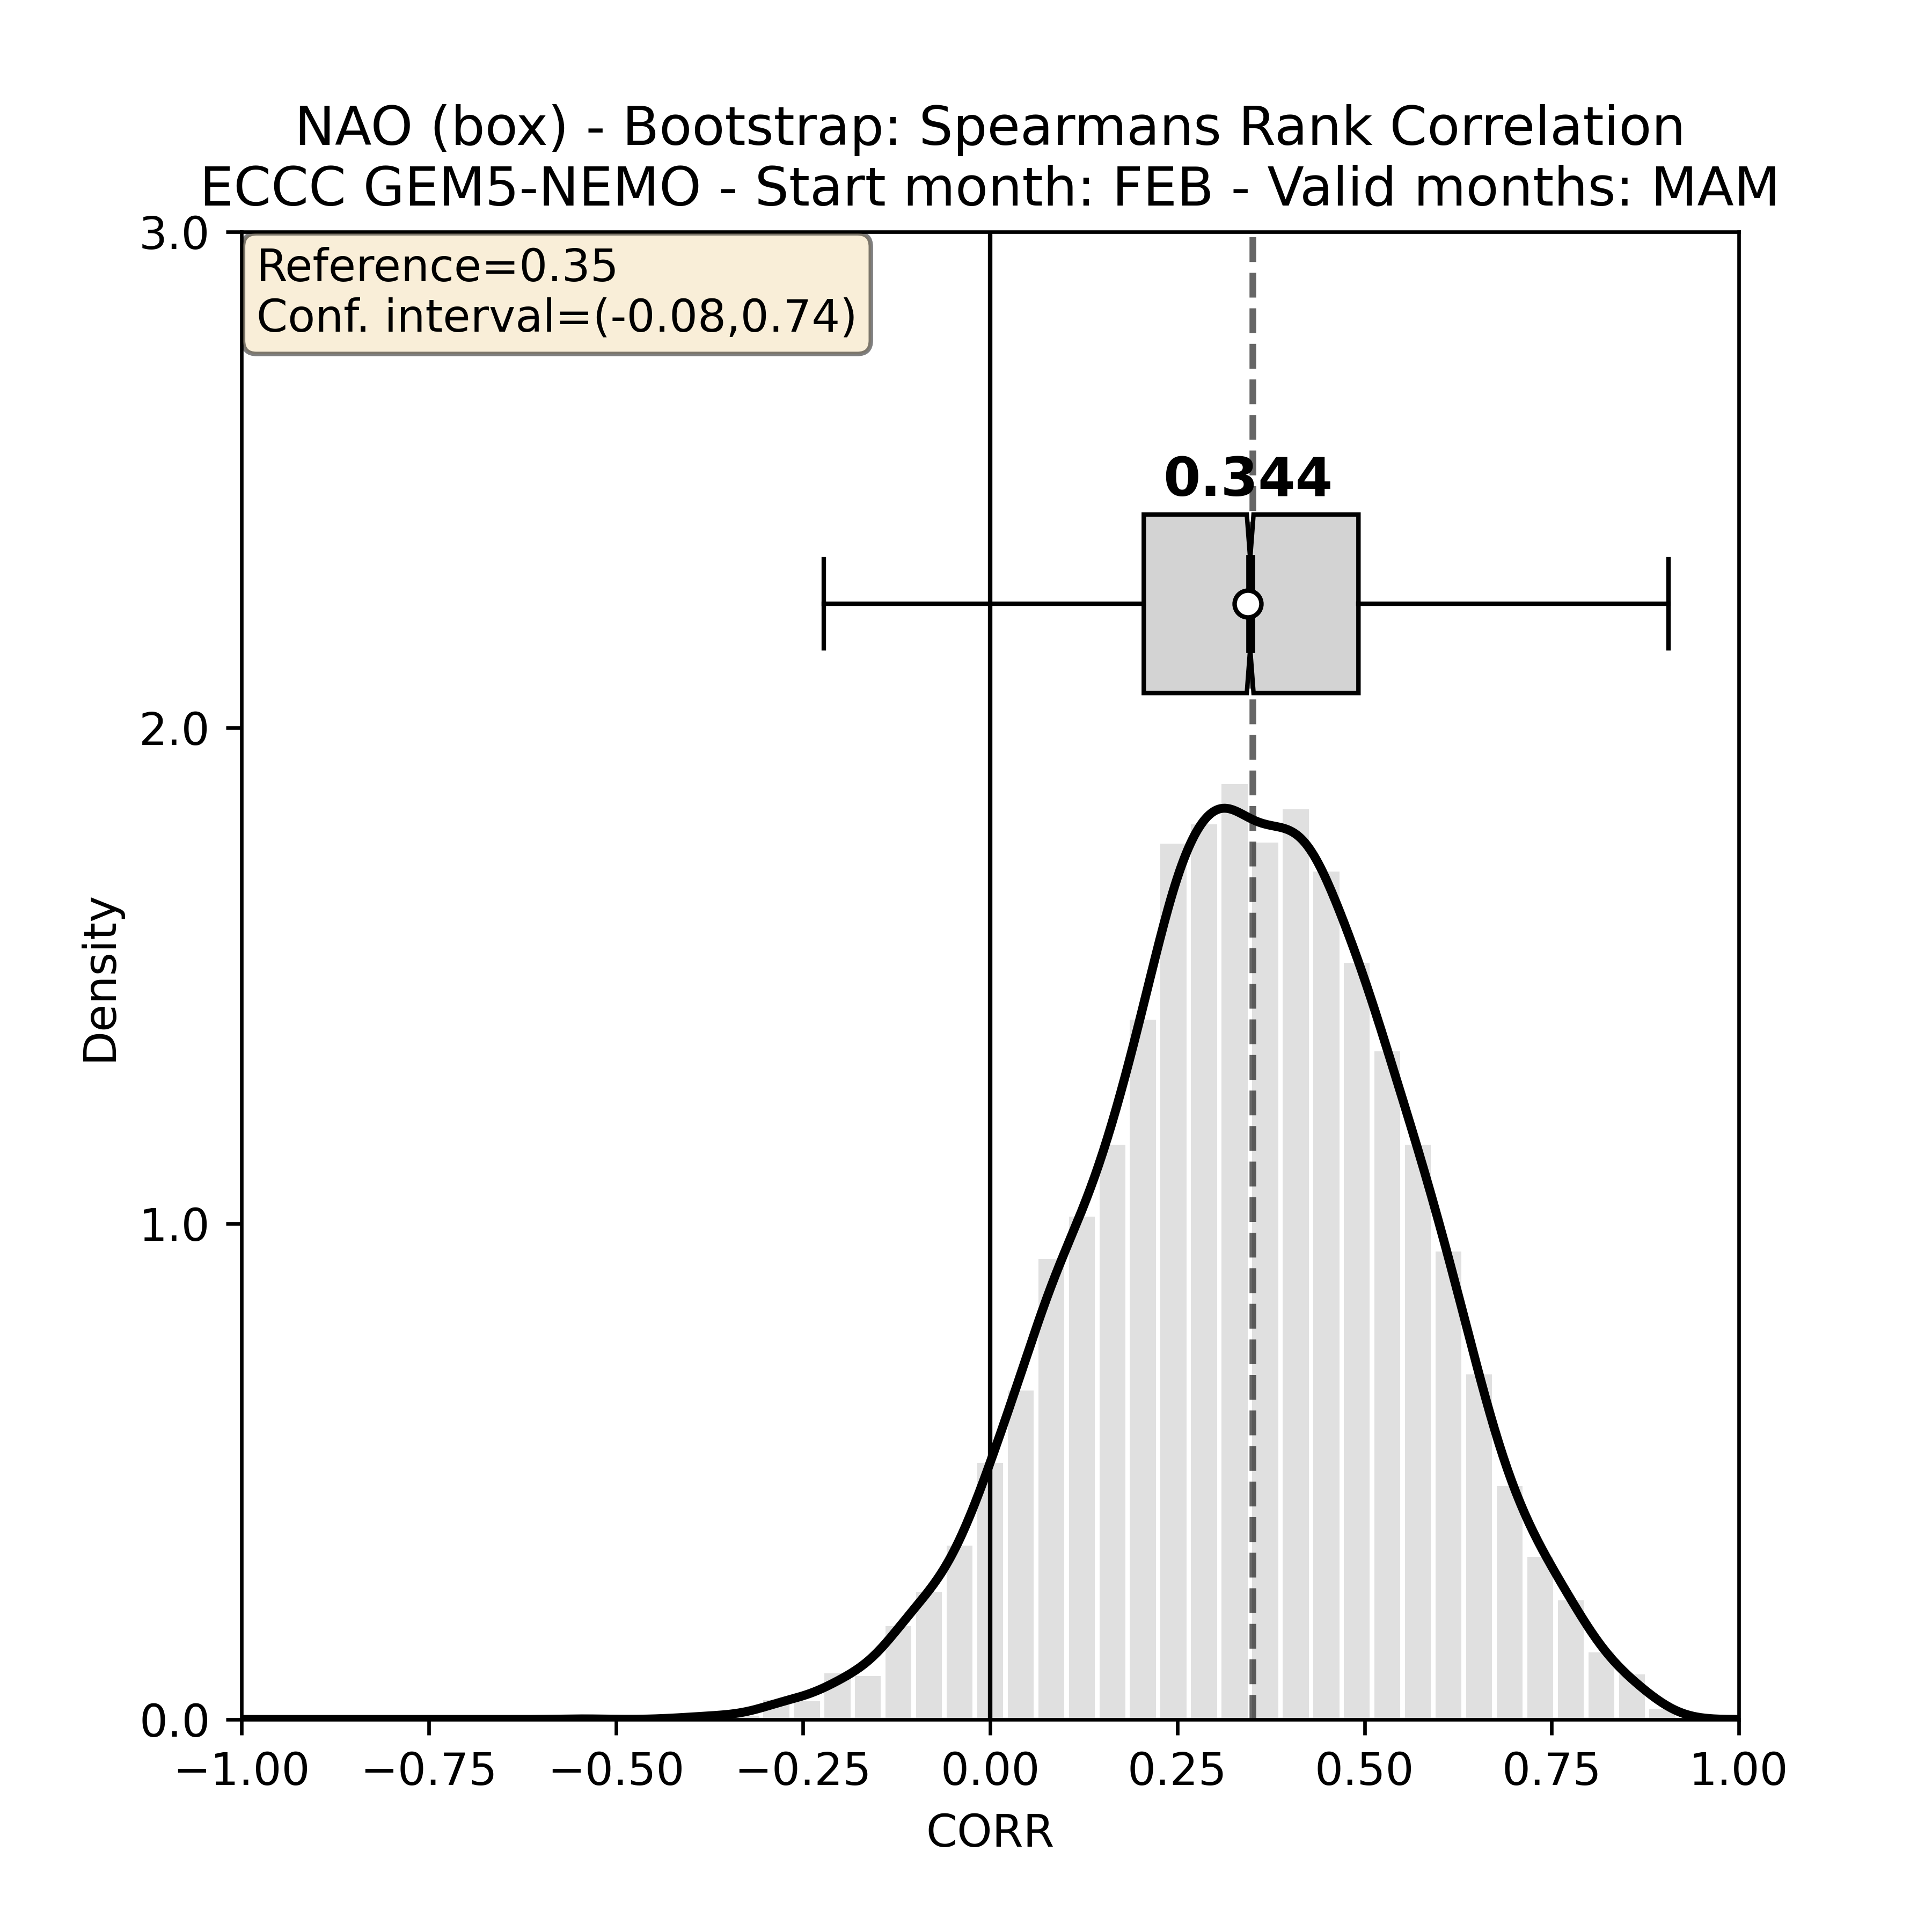 NAO (box) - Bootstrap: Spearmans Rank Correlation
ECCC GEM5-NEMO - Start month: FEB - Valid months: MAM
Reference=0.35
Conf. interval=(-0.08,0.74)
0.344
3.0
2.0
1.0
0.0
Density
−1.00 −0.75 −0.50 −0.25 0.00 0.25 0.50 0.75 1.00
CORR